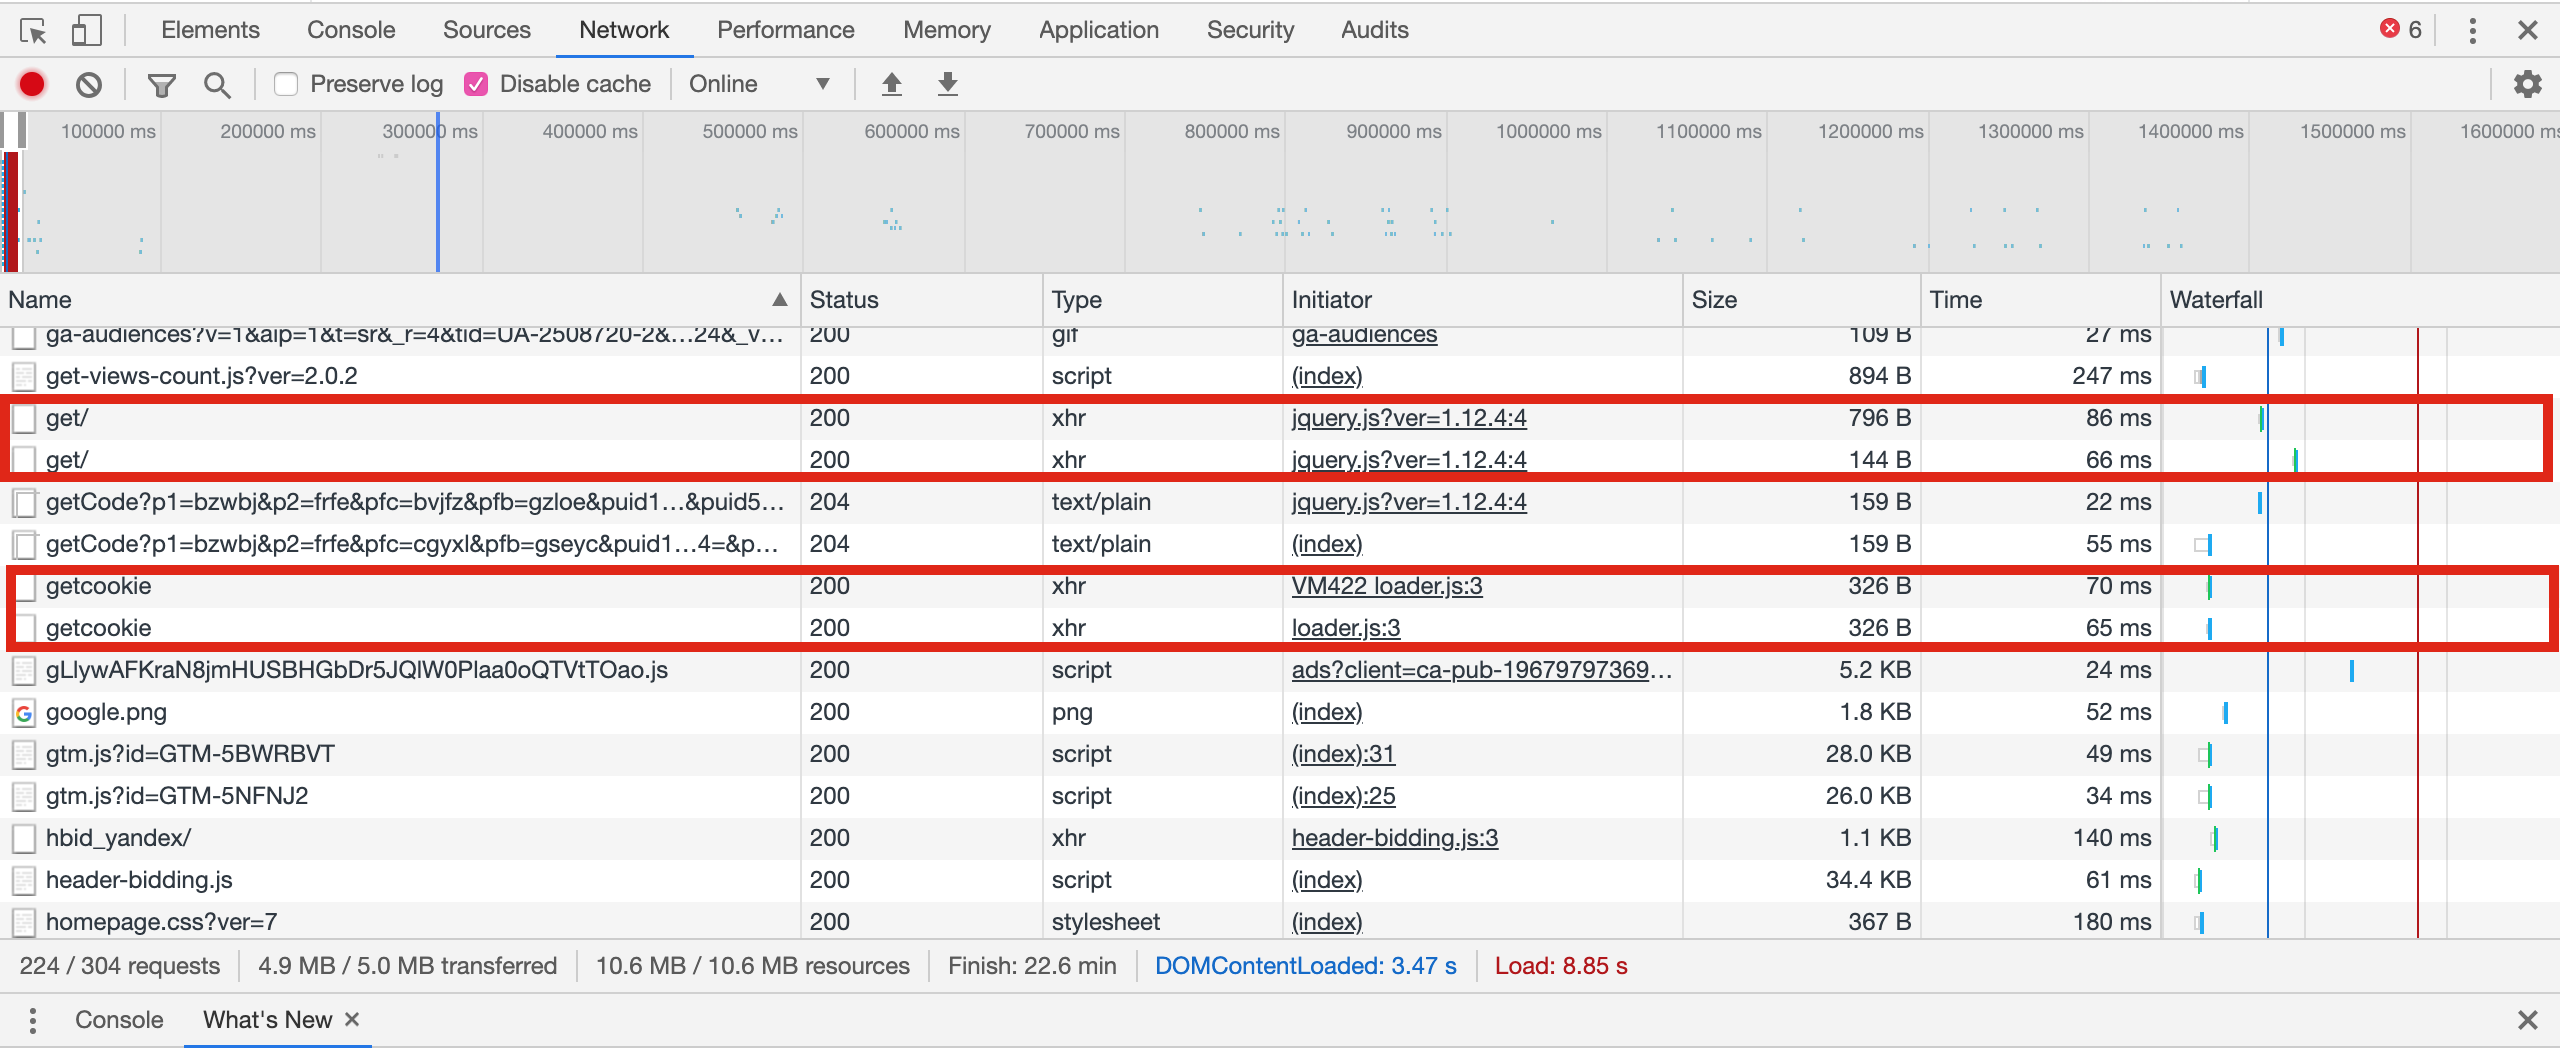 Elements Console Sources Network Performance Memory Application Security Audits 6
Preserve log Disable cache Online
100000 ms 200000 ms 300000 ms 400000 ms 500000 ms 600000 ms 700000 ms 800000 ms 900000 ms 1000000 ms 1100000 ms 1200000 ms 1300000 ms 1400000 ms 1500000 ms 1600000 ms
Name Status Type Initiator Size Time Waterfall
ga-audiences?v=1&aip=1&t=sr&_r=4&tid=UA-2508720-2&…24&_v… 200 gif ga-audiences 109 B 27 ms
get-views-count.js?ver=2.0.2 200 script (index) 894 B 247 ms
get/ 200 xhr jquery.js?ver=1.12.4:4 796 B 86 ms
get/ 200 xhr jquery.js?ver=1.12.4:4 144 B 66 ms
getCode?p1=bzwbj&p2=frfe&pfc=bvjfz&pfb=gzloe&puid1…&puid5… 204 text/plain jquery.js?ver=1.12.4:4 159 B 22 ms
getCode?p1=bzwbj&p2=frfe&pfc=cgyxl&pfb=gseyc&puid1…4=&p… 204 text/plain (index) 159 B 55 ms
getcookie 200 xhr VM422 loader.js:3 326 B 70 ms
getcookie 200 xhr loader.js:3 326 B 65 ms
gLlywAFKraN8jmHUSBHGbDr5JQlW0Plaa0oQTVtTOao.js 200 script ads?client=ca-pub-19679797369… 5.2 KB 24 ms
google.png 200 png (index) 1.8 KB 52 ms
gtm.js?id=GTM-5BWRBVT 200 script (index):31 28.0 KB 49 ms
gtm.js?id=GTM-5NFNJ2 200 script (index):25 26.0 KB 34 ms
hbid_yandex/ 200 xhr header-bidding.js:3 1.1 KB 140 ms
header-bidding.js 200 script (index) 34.4 KB 61 ms
homepage.css?ver=7 200 stylesheet (index) 367 B 180 ms
224 / 304 requests 4.9 MB / 5.0 MB transferred 10.6 MB / 10.6 MB resources Finish: 22.6 min DOMContentLoaded: 3.47 s Load: 8.85 s
Console What's New